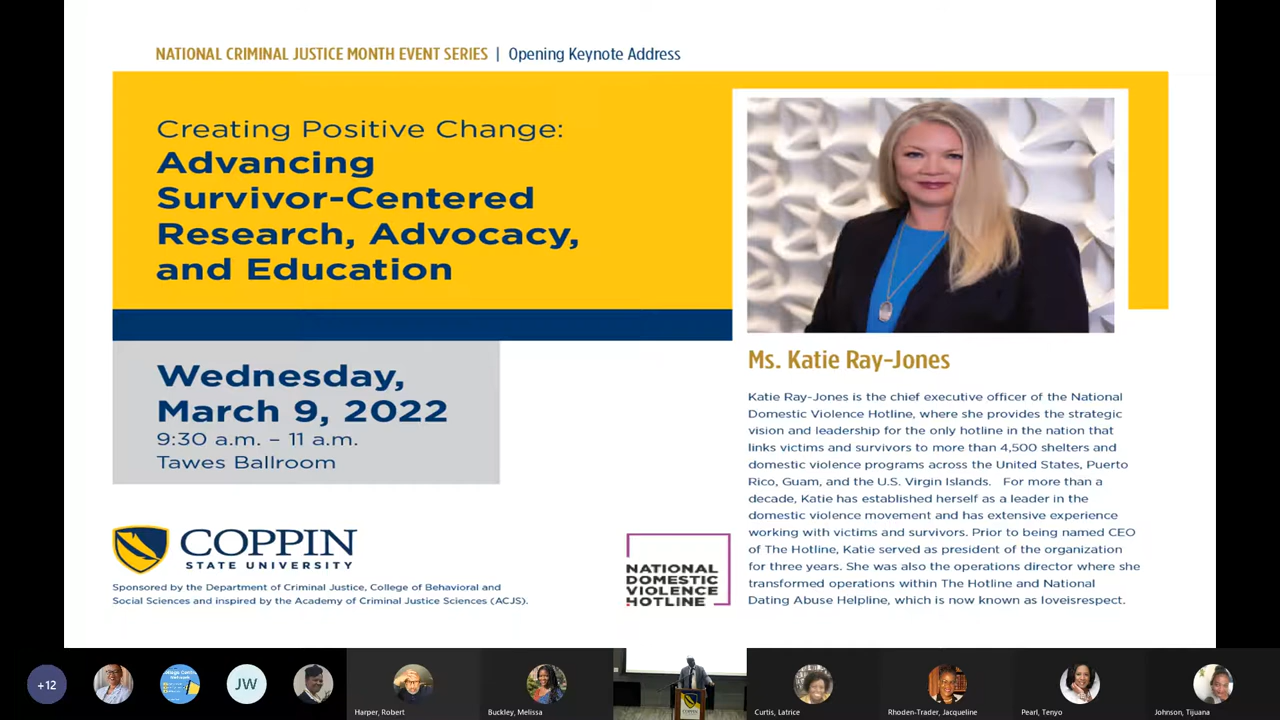 NATIONAL CRIMINAL JUSTICE MONTH EVENT SERIES | Opening Keynote Address
Creating Positive Change:
Advancing
Survivor-Centered
Research, Advocacy,
and Education
Wednesday,
March 9, 2022
9:30 a.m. – 11 a.m.
Tawes Ballroom
COPPIN
STATE UNIVERSITY
Sponsored by the Department of Criminal Justice, College of Behavioral and
Social Sciences and inspired by the Academy of Criminal Justice Sciences (ACJS).
NATIONAL
DOMESTIC
VIOLENCE
HOTLINE
Ms. Katie Ray-Jones
Katie Ray-Jones is the chief executive officer of the National
Domestic Violence Hotline, where she provides the strategic
vision and leadership for the only hotline in the nation that
links victims and survivors to more than 4,500 shelters and
domestic violence programs across the United States, Puerto
Rico, Guam, and the U.S. Virgin Islands. For more than a
decade, Katie has established herself as a leader in the
domestic violence movement and has extensive experience
working with victims and survivors. Prior to being named CEO
of The Hotline, Katie served as president of the organization
for three years. She was also the operations director where she
transformed operations within The Hotline and National
Dating Abuse Helpline, which is now known as loveisrespect.
+12
JW
Harper, Robert
Buckley, Melissa
COPPIN
Curtis, Latrice
Rhoden-Trader, Jacqueline
Pearl, Tenyo
Johnson, Tijuana